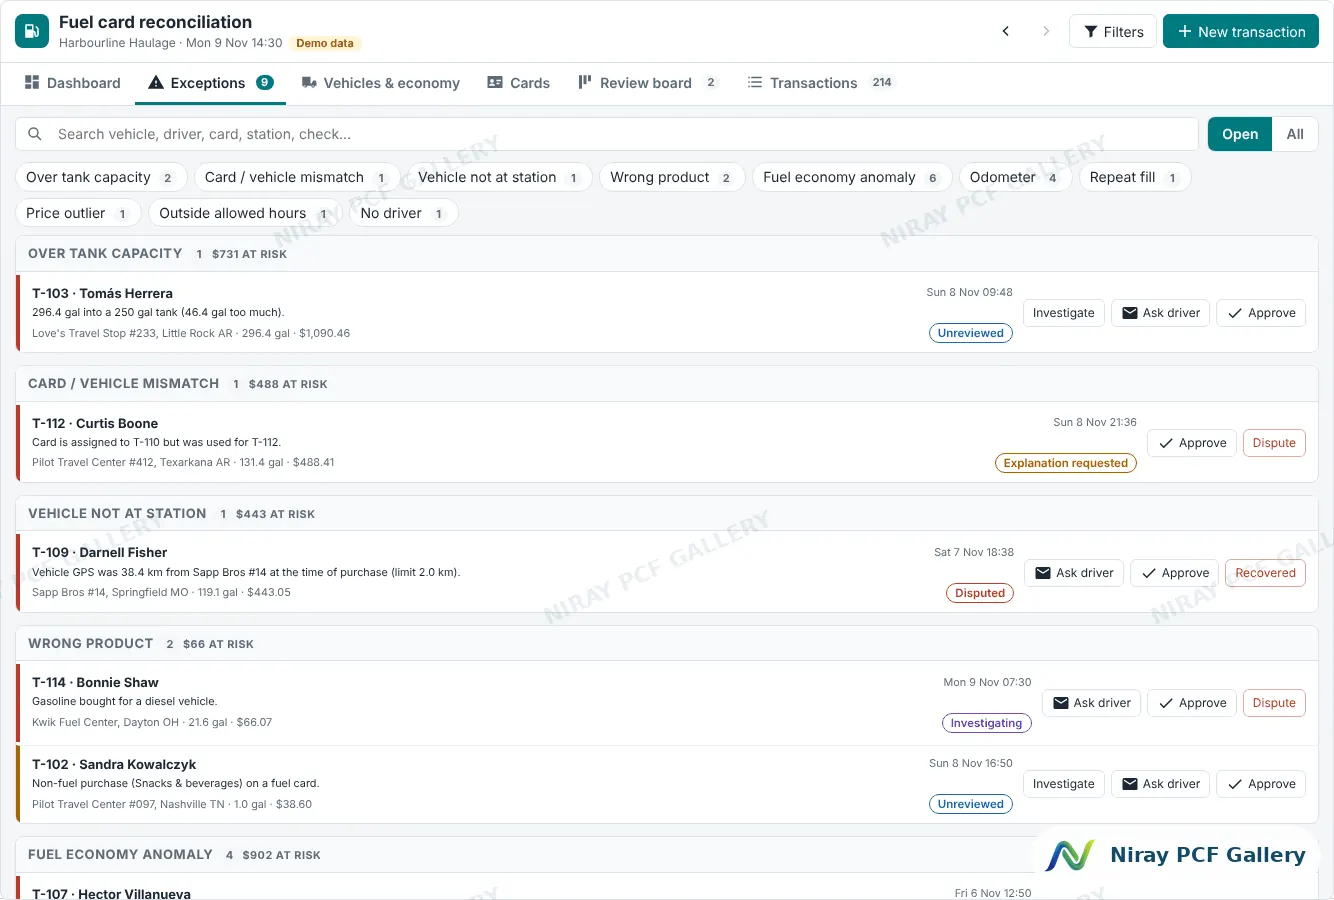 Fuel card reconciliation
Harbourline Haulage · Mon 9 Nov 14:30 Demo data
Filters
New transaction
Dashboard
Exceptions 9
Vehicles & economy
Cards
Review board 2
Transactions 214
Search vehicle, driver, card, station, check...
Open
All
Over tank capacity 2
Card / vehicle mismatch 1
Vehicle not at station 1
Wrong product 2
Fuel economy anomaly 6
Odometer 4
Repeat fill 1
Price outlier 1
Outside allowed hours 1
No driver 1
OVER TANK CAPACITY 1 $731 AT RISK
T-103 · Tomás Herrera
296.4 gal into a 250 gal tank (46.4 gal too much).
Love's Travel Stop #233, Little Rock AR · 296.4 gal · $1,090.46
Sun 8 Nov 09:48
Unreviewed
Investigate
Ask driver
Approve
CARD / VEHICLE MISMATCH 1 $488 AT RISK
T-112 · Curtis Boone
Card is assigned to T-110 but was used for T-112.
Pilot Travel Center #412, Texarkana AR · 131.4 gal · $488.41
Sun 8 Nov 21:36
Explanation requested
Approve
Dispute
VEHICLE NOT AT STATION 1 $443 AT RISK
T-109 · Darnell Fisher
Vehicle GPS was 38.4 km from Sapp Bros #14 at the time of purchase (limit 2.0 km).
Sapp Bros #14, Springfield MO · 119.1 gal · $443.05
Sat 7 Nov 18:38
Disputed
Ask driver
Approve
Recovered
WRONG PRODUCT 2 $66 AT RISK
T-114 · Bonnie Shaw
Gasoline bought for a diesel vehicle.
Kwik Fuel Center, Dayton OH · 21.6 gal · $66.07
Mon 9 Nov 07:30
Investigating
Ask driver
Approve
Dispute
T-102 · Sandra Kowalczyk
Non-fuel purchase (Snacks & beverages) on a fuel card.
Pilot Travel Center #097, Nashville TN · 1.0 gal · $38.60
Sun 8 Nov 16:50
Unreviewed
Investigate
Ask driver
Approve
FUEL ECONOMY ANOMALY 4 $902 AT RISK
T-107 · Hector Villanueva
Fri 6 Nov 12:50
Niray PCF Gallery
NIRAY PCF GALLERY
NIRAY PCF GALLERY
NIRAY PCF GALLERY